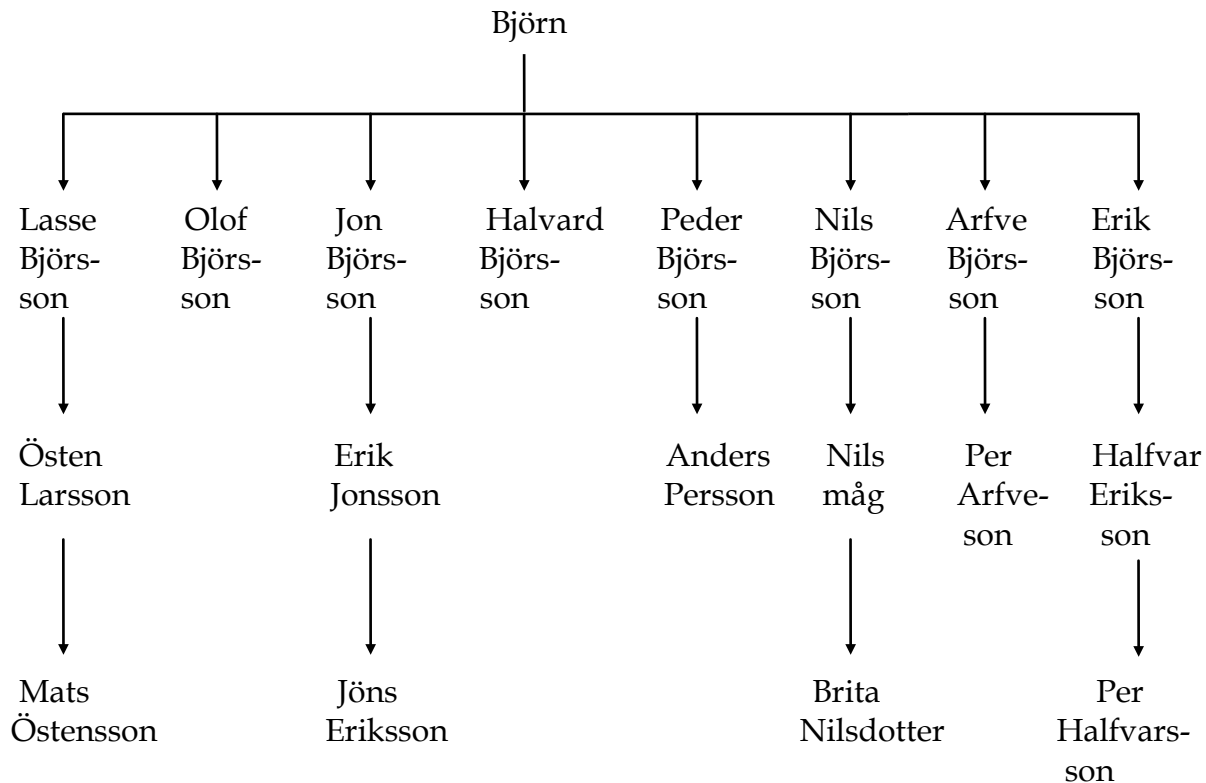 Björn
Lasse Olof Jon Halvard Peder Nils Arfve Erik
Björs- Björs- Björs- Björs- Björs- Björs- Björs- Björs-
son son son son son son son son
Östen Erik Anders Nils Per Halfvar
Larsson Jonsson Persson måg Arfve- Eriks-
son son
Mats Jöns Brita Per
Östensson Eriksson Nilsdotter Halfvars-
son